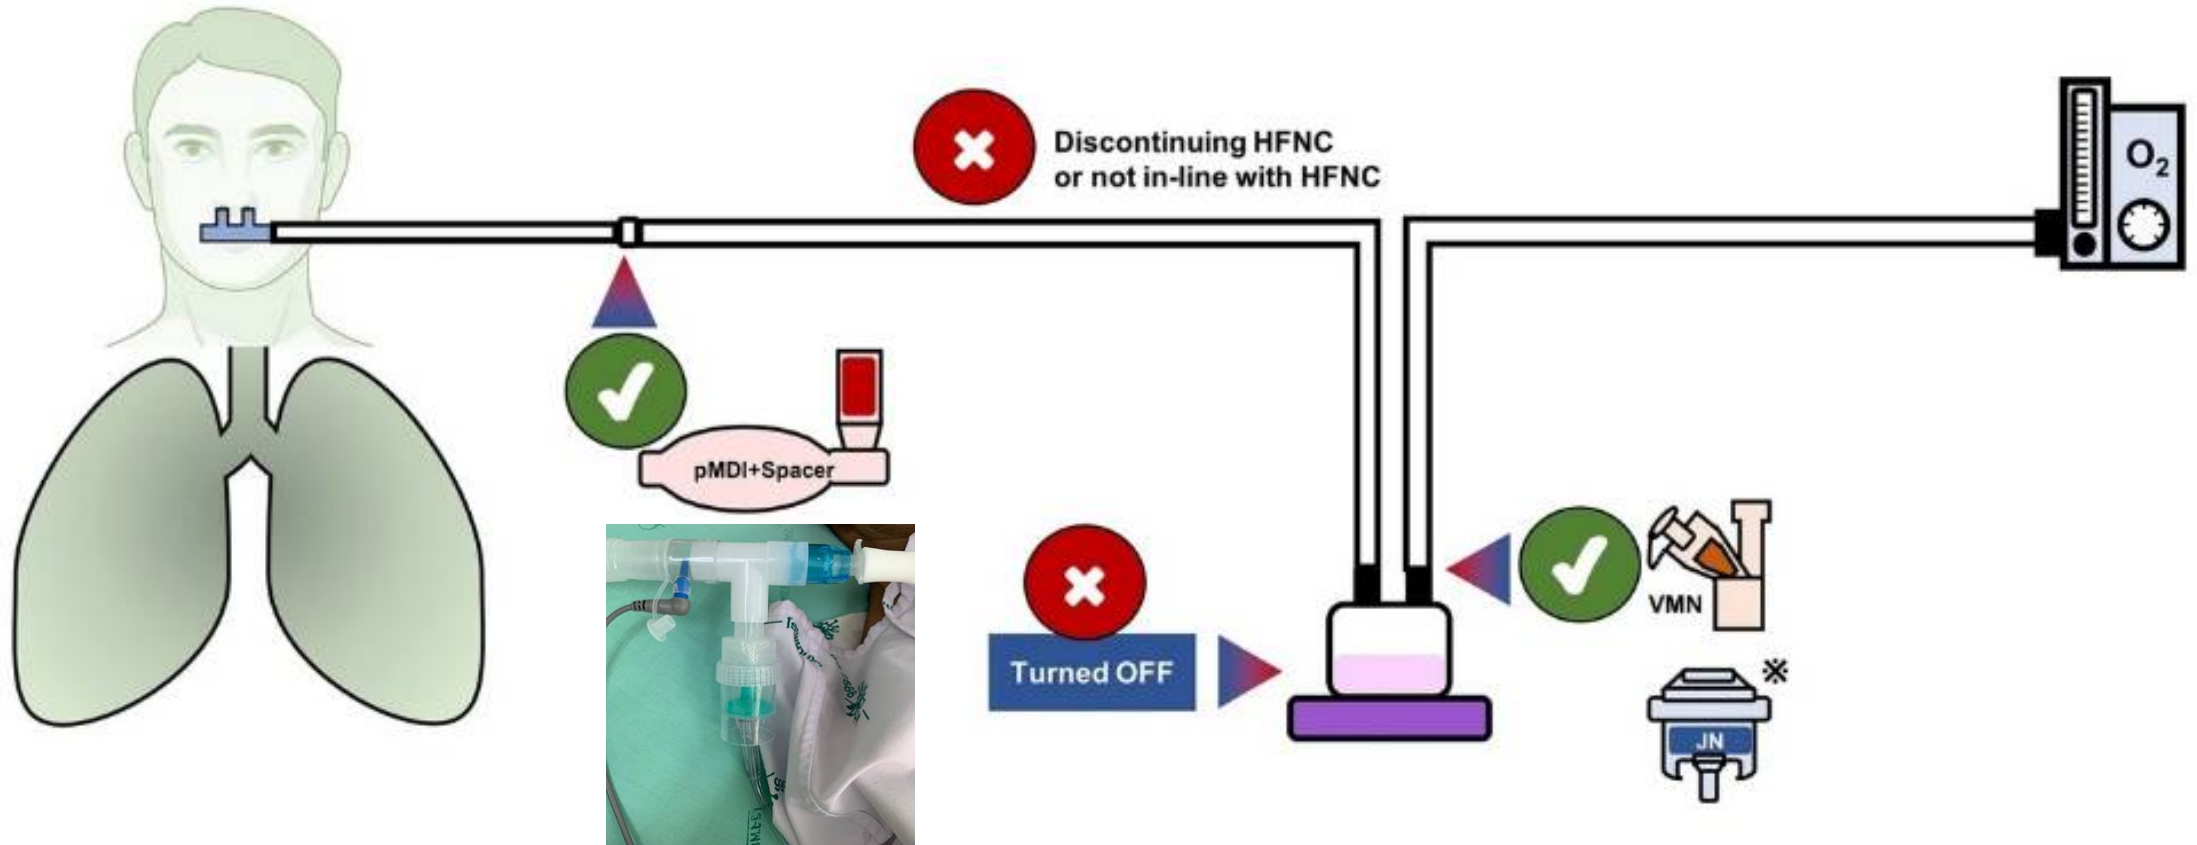 Discontinuing HFNC
or not in-line with HFNC
O₂
pMDI+Spacer
Turned OFF
VMN
※
JN